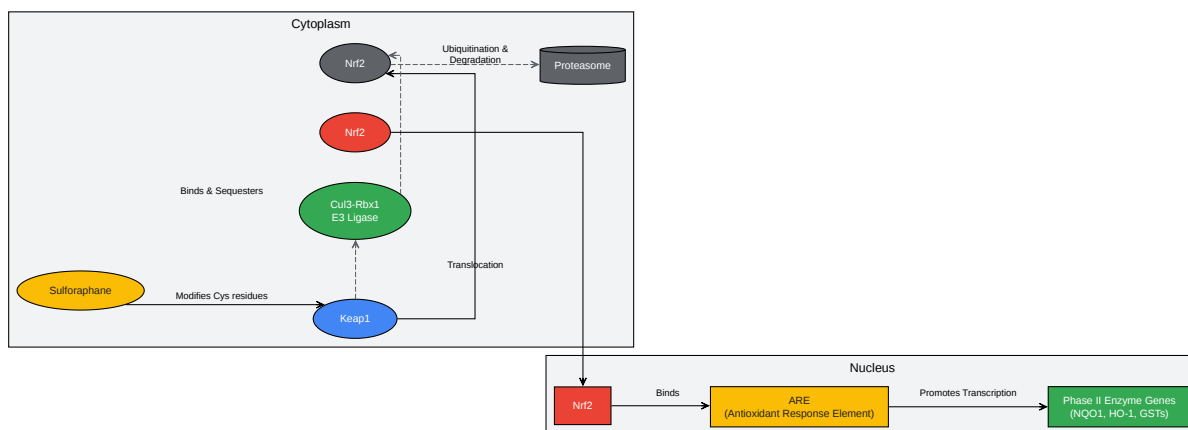 Cytoplasm
Nrf2
Ubiquitination &
Degradation
Proteasome
Nrf2
Binds & Sequesters
Cul3-Rbx1
E3 Ligase
Translocation
Sulforaphane
Modifies Cys residues
Keap1
Nucleus
Nrf2
Binds
ARE
(Antioxidant Response Element)
Promotes Transcription
Phase II Enzyme Genes
(NQO1, HO-1, GSTs)